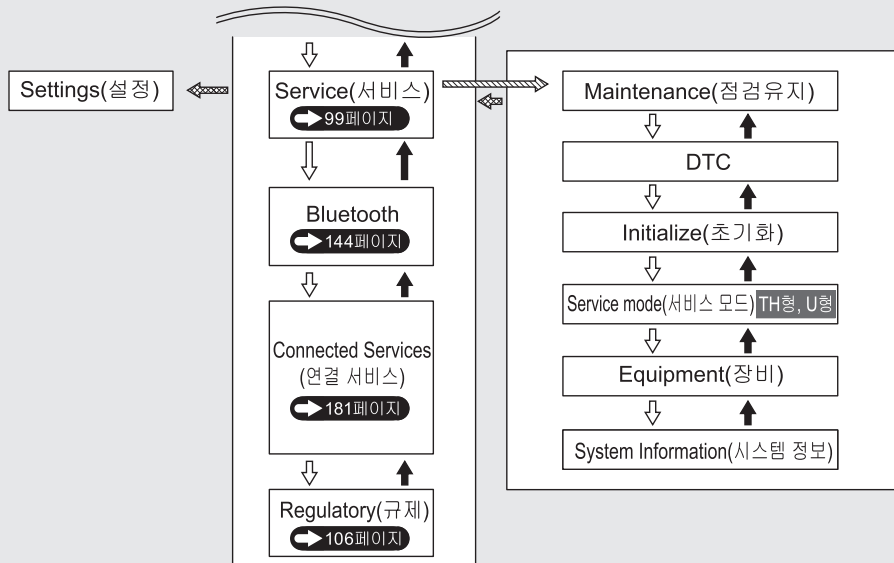 Settings(설정)
Service(서비스)
99페이지
Bluetooth
144페이지
Connected Services
(연결 서비스)
181페이지
Regulatory(규제)
106페이지
Maintenance(점검유지)
DTC
Initialize(초기화)
Service mode(서비스 모드) TH형, U형
Equipment(장비)
System Information(시스템 정보)